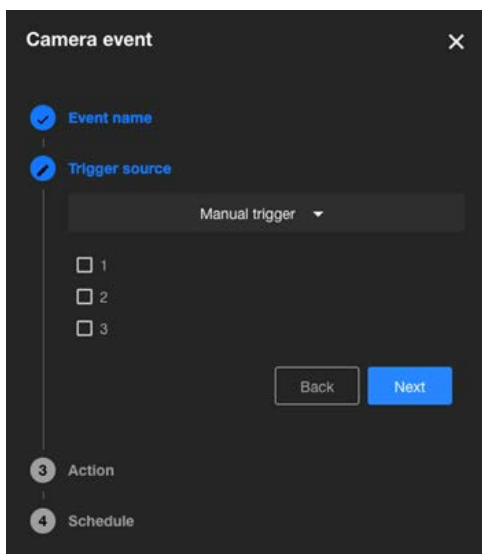 Camera event
Event name
Trigger source
Manual trigger
1
2
3
Back Next
3 Action
4 Schedule